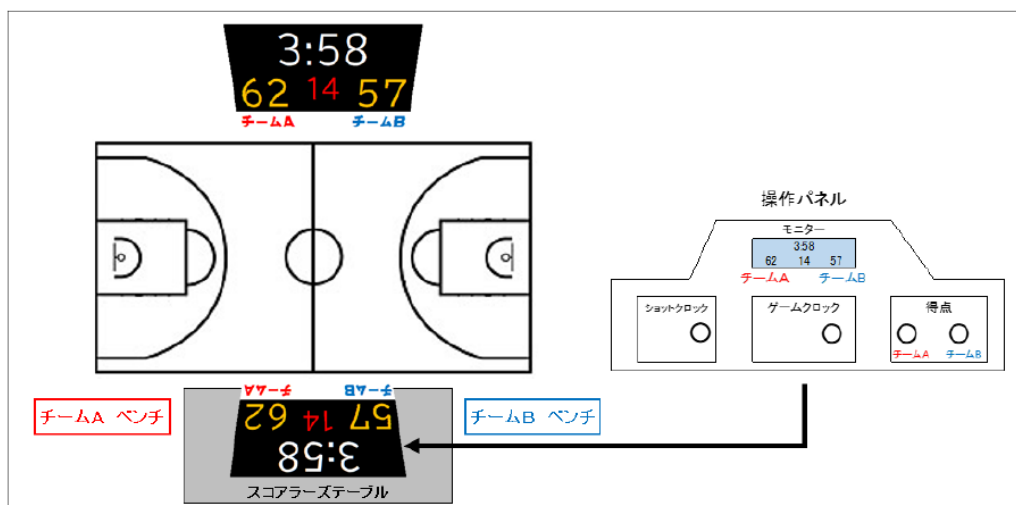 3:58
62 14 57
チームA チームB
操作パネル
モニター
3:58
62 14 57
チームA チームB
ショットクロック
ゲームクロック
得点
チームA チームB
チームA ベンチ
チームA チームB
62 14 57
3:58
スコアラーズテーブル
チームB ベンチ